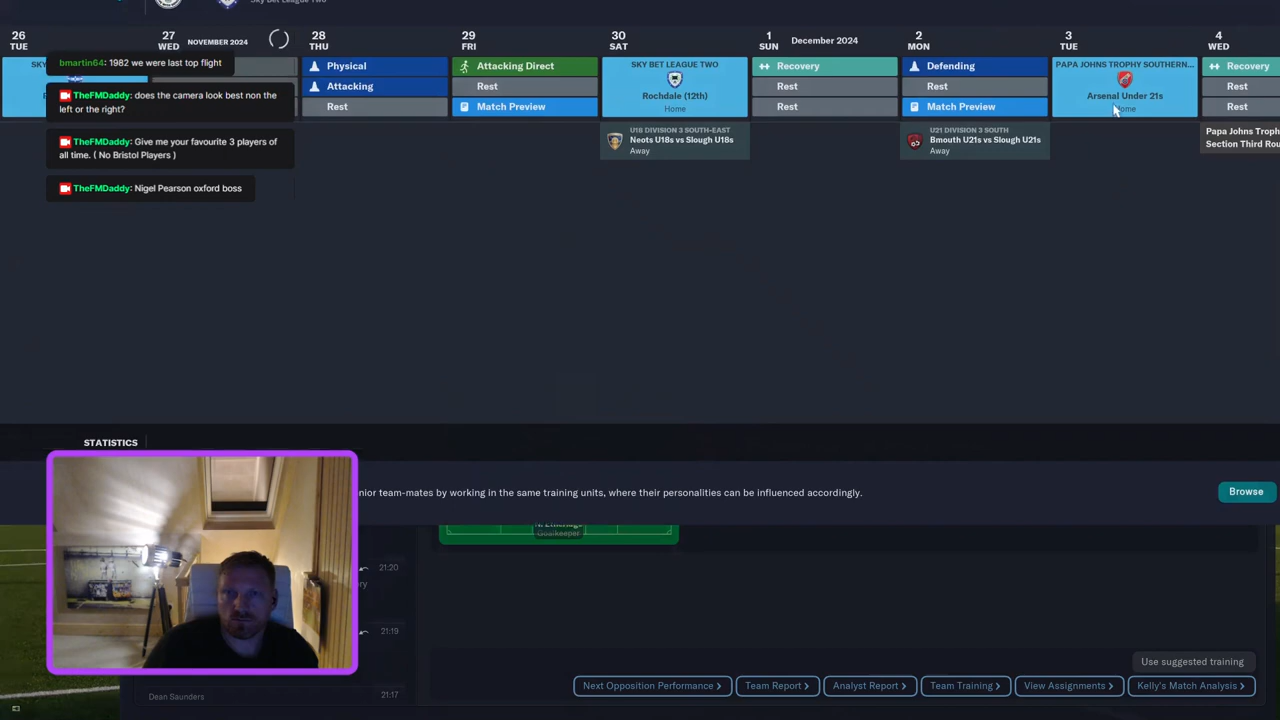 26
TUE
27
WED
NOVEMBER 2024
28
THU
29
FRI
30
SAT
1
SUN
December 2024
2
MON
3
TUE
4
WED
bmartin64: 1982 we were last top flight
TheFMDaddy: does the camera look best non the
left or the right?
TheFMDaddy: Give me your favourite 3 players of
all time. ( No Bristol Players )
TheFMDaddy: Nigel Pearson oxford boss
Physical
Attacking
Rest
Attacking Direct
Rest
Match Preview
SKY BET LEAGUE TWO
Rochdale (12th)
Home
U18 DIVISION 3 SOUTH-EAST
Neots U18s vs Slough U18s
Away
Recovery
Rest
Rest
Defending
Rest
Match Preview
U21 DIVISION 3 SOUTH
Bmouth U21s vs Slough U21s
Away
PAPA JOHNS TROPHY SOUTHERN...
Arsenal Under 21s
Home
Recovery
Rest
Rest
Papa Johns Troph
Section Third Rou
STATISTICS
nior team-mates by working in the same training units, where their personalities can be influenced accordingly.
Browse
Goalkeeper
21:20
21:19
Dean Saunders
21:17
Use suggested training
Next Opposition Performance >
Team Report >
Analyst Report >
Team Training >
View Assignments >
Kelly's Match Analysis >